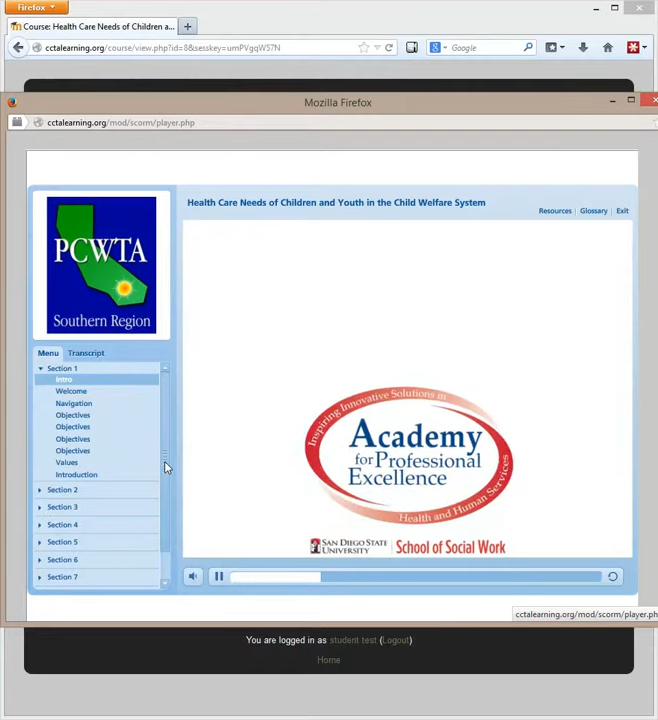 Firefox
Course: Health Care Needs of Children a...
cctalearning.org/course/view.php?id=8&sesskey=umPVgqW57N
Google
Mozilla Firefox
cctalearning.org/mod/scorm/player.php
Health Care Needs of Children and Youth in the Child Welfare System
Resources | Glossary | Exit
PCWTA
Southern Region
Menu Transcript
Section 1
Intro
Welcome
Navigation
Objectives
Objectives
Objectives
Objectives
Values
Introduction
Section 2
Section 3
Section 4
Section 5
Section 6
Section 7
Inspiring Innovative Solutions in
Academy
for Professional
Excellence
Health and Human Services
SAN DIEGO STATE
UNIVERSITY
School of Social Work
cctalearning.org/mod/scorm/player.ph
You are logged in as student test (Logout)
Home